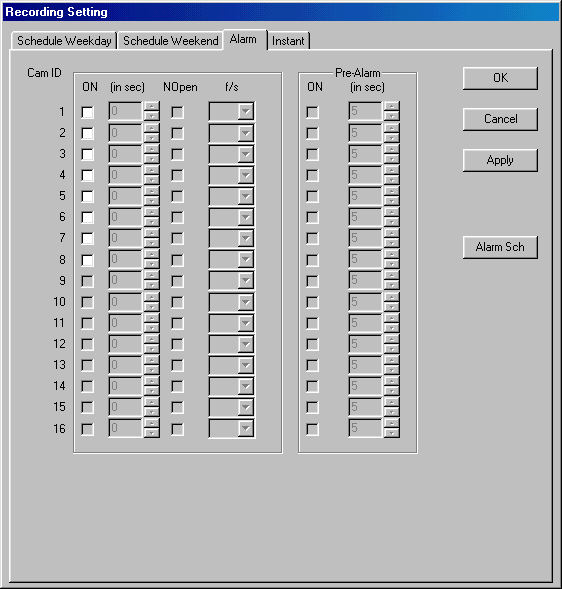 Recording Setting
Schedule Weekday Schedule Weekend Alarm Instant
Cam ID Pre-Alarm
ON (in sec) NOpen f/s ON (in sec)
OK
1 0 5
Cancel
2 0 5
3 0 5
Apply
4 0 5
5 0 5
6 0 5
7 0 5
Alarm Sch
8 0 5
9 0 5
10 0 5
11 0 5
12 0 5
13 0 5
14 0 5
15 0 5
16 0 5